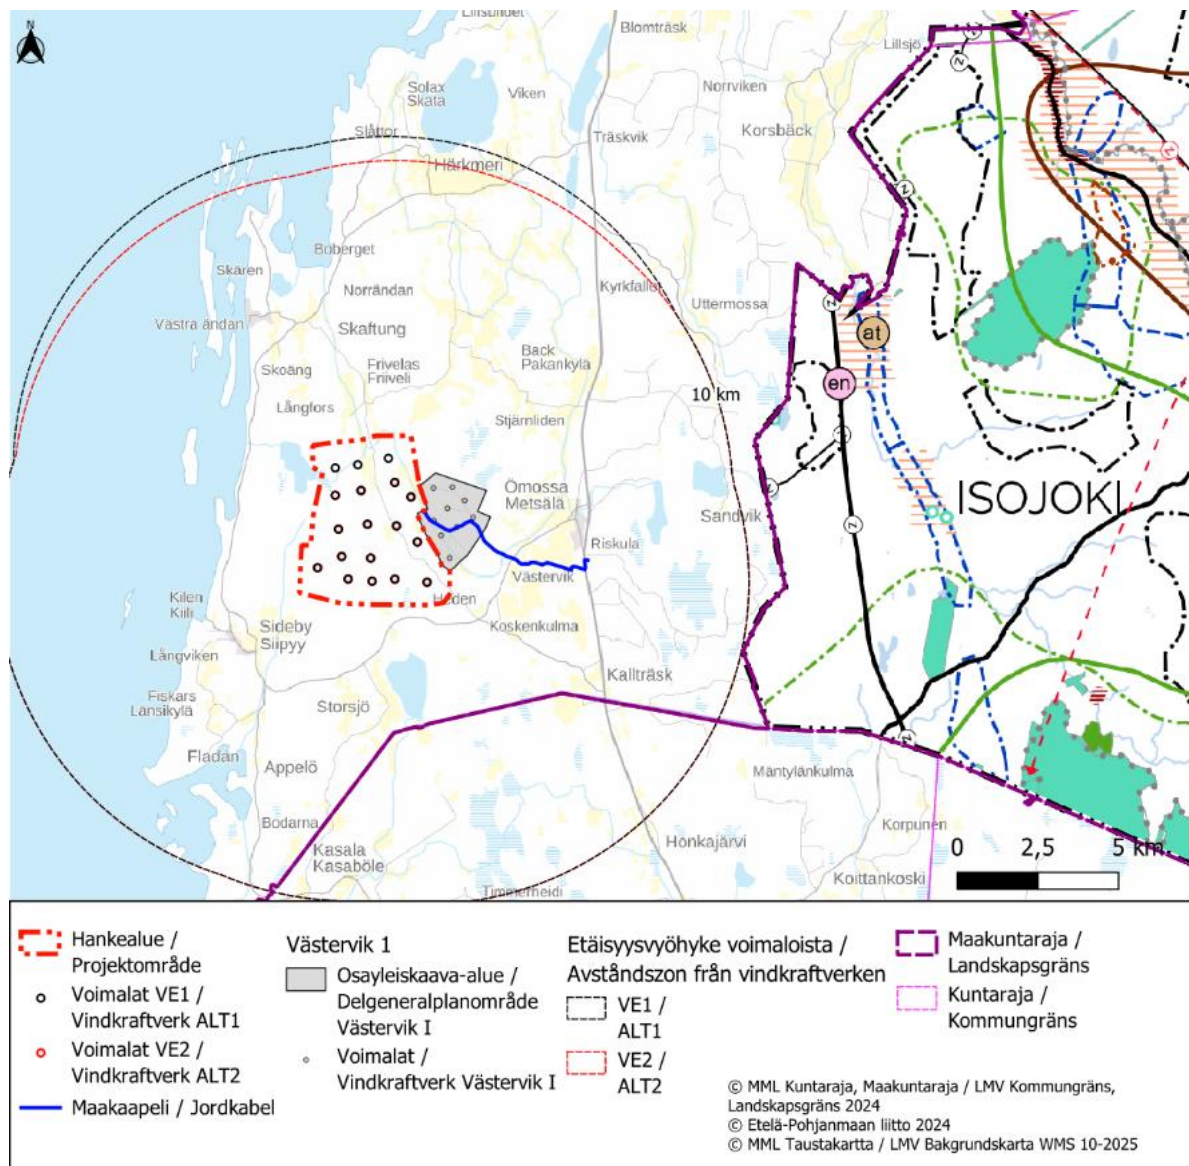 Lillsundet
Blomträsk
Lillsjö
Solax
Skata
Viken
Norrviken
Slåttor
Träskvik
Korsbäck
Härkmeri
Boberget
Skären
Norrändan
Kyrkfallet
Uttermossa
Västra ändan
Skaftung
Back
Pakankylä
Frivelas
Friiveli
Skoäng
10 km
Långfors
Stjärnliden
Ömossa
Metsälä
Sandvik
ISOJOKI
Riskula
Västervik
Heden
Kilen
Kiili
Sideby
Siipyy
Koskenkulma
Långviken
Kallträsk
Fiskars
Länsikylä
Storsjö
Fladan
Appelö
Mäntylänkulma
Bodarna
Kasala
Kasaböle
Honkajärvi
Korpunen
Koittankoski
Timmerheidi
at
en
z
z
z
z
z
z
z
z
z
0 2,5 5 km
Hankealue /
Projektområde
Voimalat VE1 /
Vindkraftverk ALT1
Voimalat VE2 /
Vindkraftverk ALT2
Maakaapeli / Jordkabel
Västervik 1
Osayleiskaava-alue /
Delgeneralplanområde
Västervik I
Voimalat /
Vindkraftverk Västervik I
Etäisyysvyöhyke voimaloista /
Avståndszon från vindkraftverken
VE1 /
ALT1
VE2 /
ALT2
Maakuntaraja /
Landskapsgräns
Kuntaraja /
Kommungräns
© MML Kuntaraja, Maakuntaraja / LMV Kommungräns,
Landskapsgräns 2024
© Etelä-Pohjanmaan liitto 2024
© MML Taustakartta / LMV Bakgrundskarta WMS 10-2025